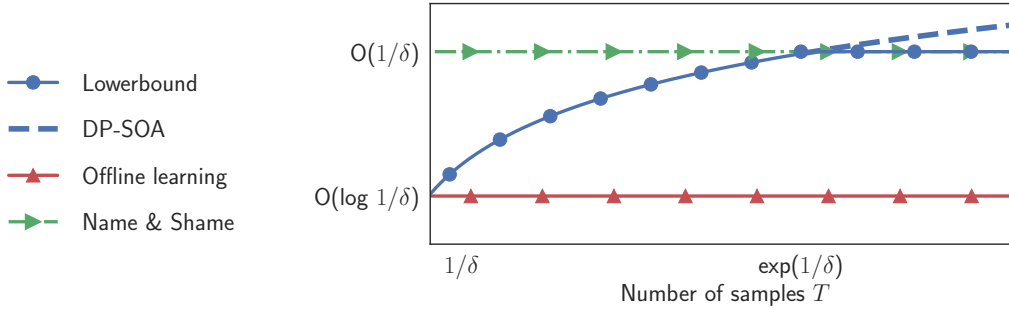 Lowerbound
DP-SOA
Offline learning
Name & Shame
O(1/δ)
O(log 1/δ)
1/δ
exp(1/δ)
Number of samples T